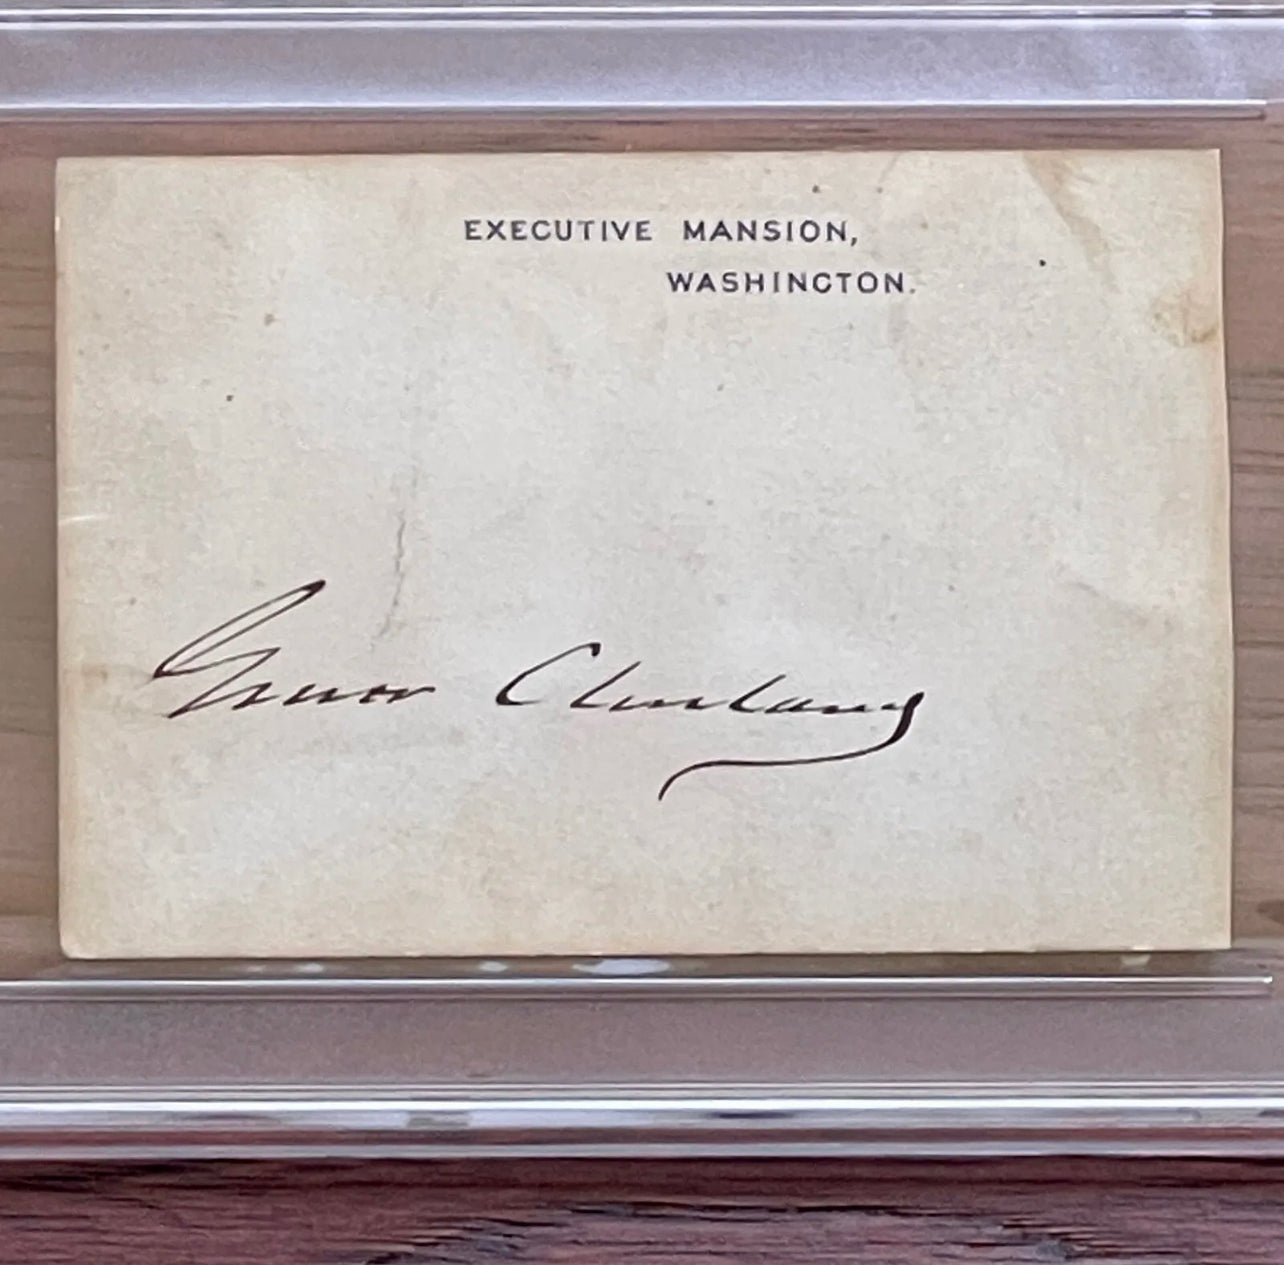 EXECUTIVE MANSION,
WASHINGTON.
Grover Cleveland